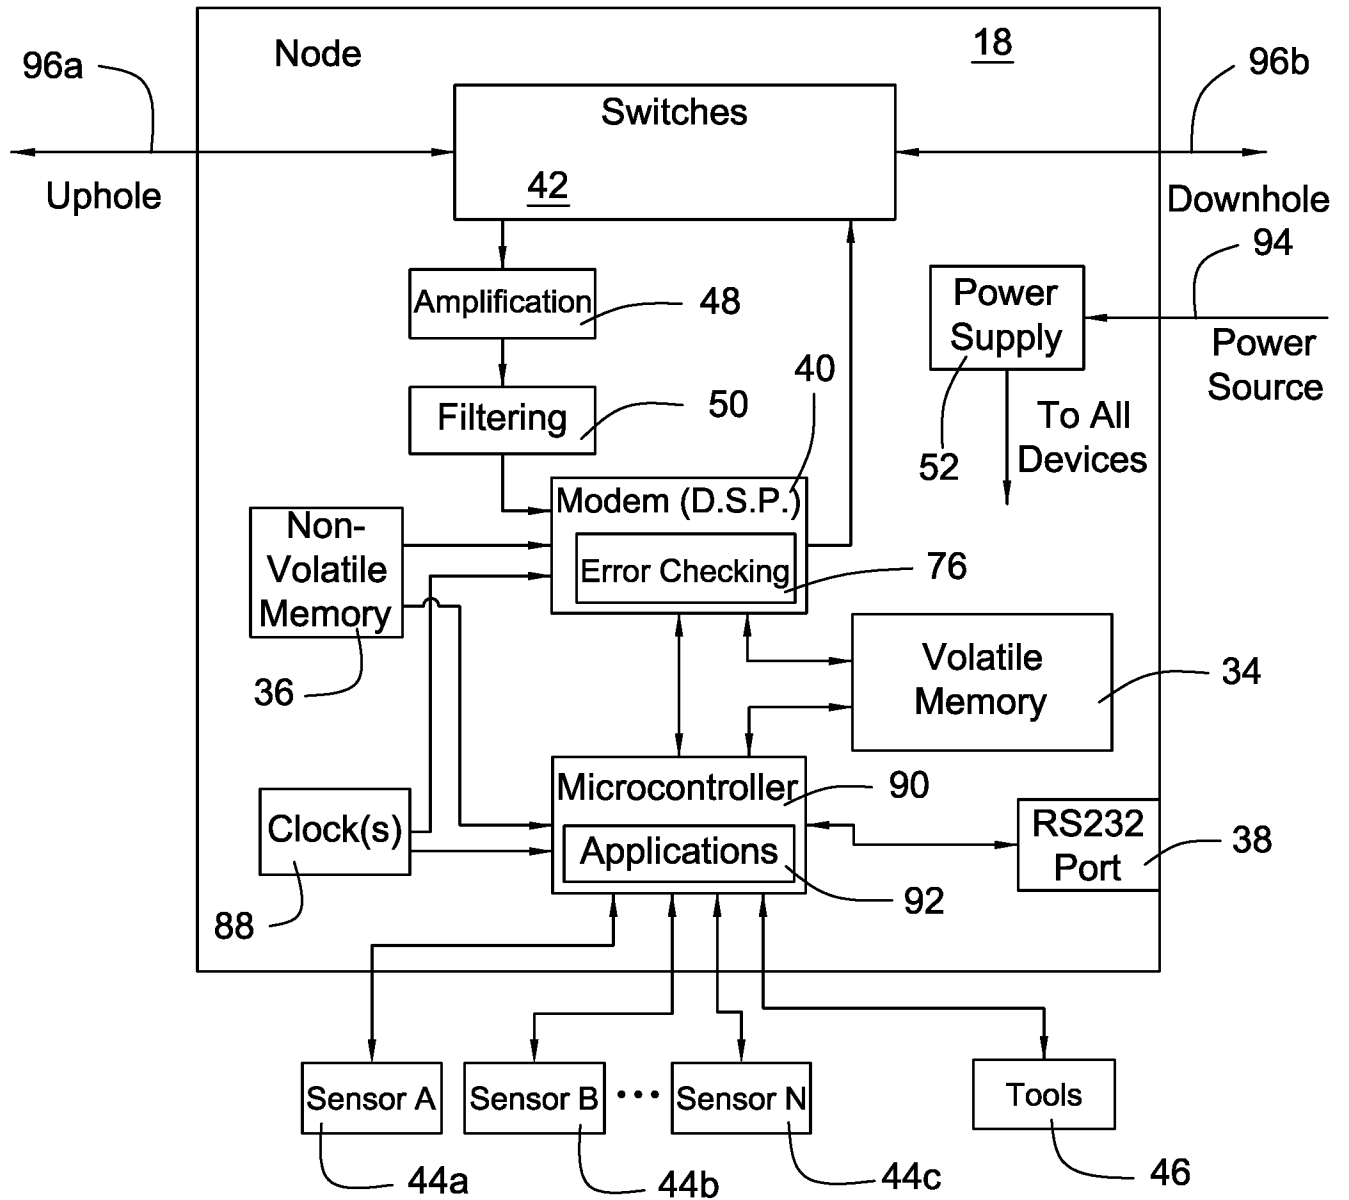 Node
18
96a
96b
Switches
42
Uphole
Downhole
94
Amplification
48
Power
Supply
Power
Source
52
To All
Devices
Filtering
50
40
Modem (D.S.P.)
Error Checking
76
Non-
Volatile
Memory
36
Volatile
Memory
34
Microcontroller
90
Applications
92
Clock(s)
88
RS232
Port
38
Sensor A
Sensor B
•••
Sensor N
Tools
44a
44b
44c
46